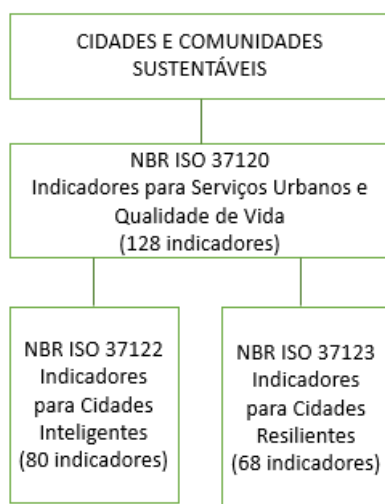 CIDADES E COMUNIDADES
SUSTENTÁVEIS
NBR ISO 37120
Indicadores para Serviços Urbanos e
Qualidade de Vida
(128 indicadores)
NBR ISO 37122
Indicadores
para Cidades
Inteligentes
(80 indicadores)
NBR ISO 37123
Indicadores
para Cidades
Resilientes
(68 indicadores)